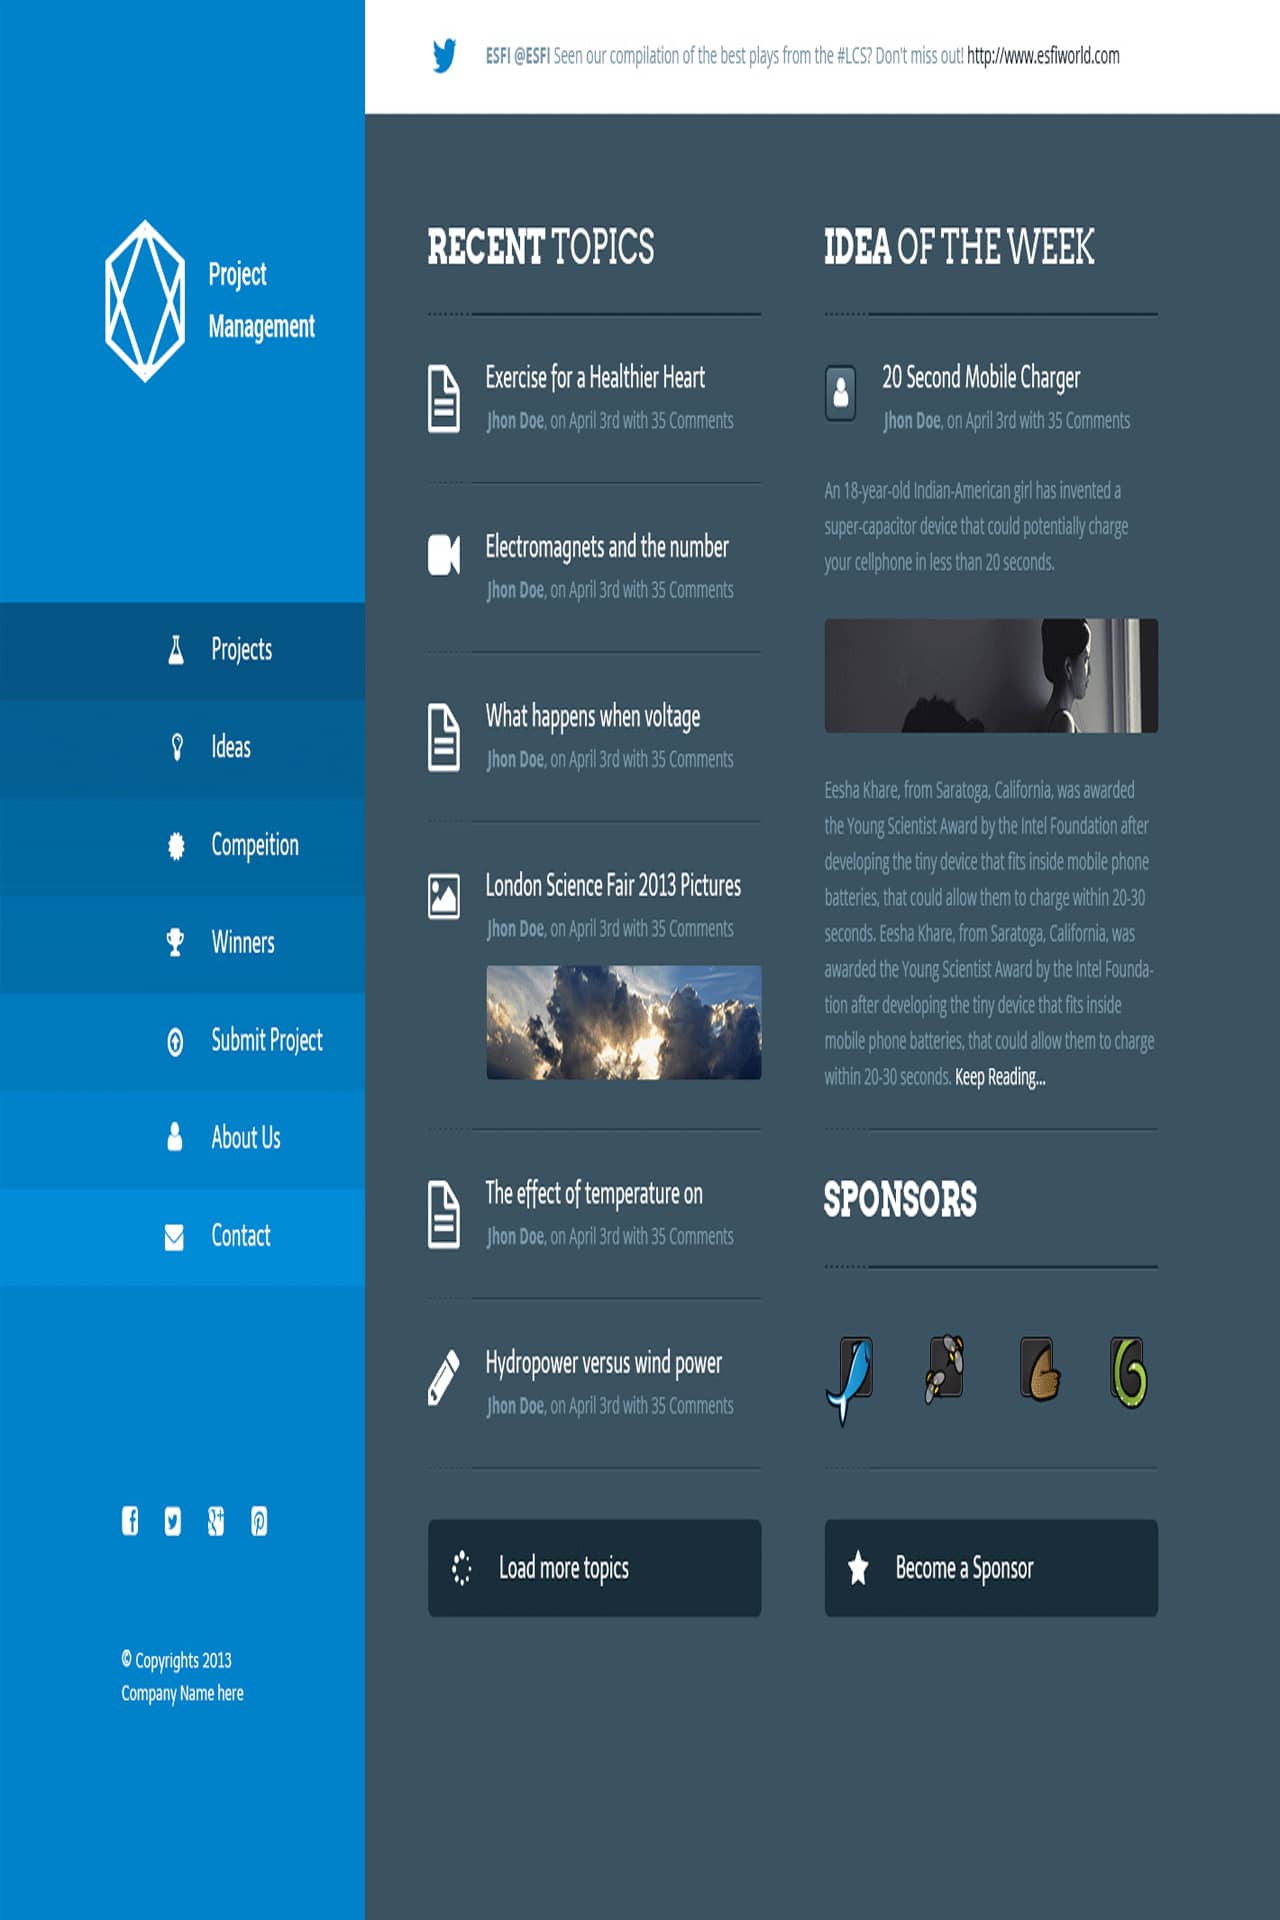 ESFI @ESFI Seen our compilation of the best plays from the #LCS? Don't miss out! http://www.esfiworld.com
Project
Management
Projects
Ideas
Compeition
Winners
Submit Project
About Us
Contact
© Copyrights 2013
Company Name here
RECENT TOPICS
Exercise for a Healthier Heart
Jhon Doe, on April 3rd with 35 Comments
Electromagnets and the number
Jhon Doe, on April 3rd with 35 Comments
What happens when voltage
Jhon Doe, on April 3rd with 35 Comments
London Science Fair 2013 Pictures
Jhon Doe, on April 3rd with 35 Comments
The effect of temperature on
Jhon Doe, on April 3rd with 35 Comments
Hydropower versus wind power
Jhon Doe, on April 3rd with 35 Comments
Load more topics
IDEA OF THE WEEK
20 Second Mobile Charger
Jhon Doe, on April 3rd with 35 Comments
An 18-year-old Indian-American girl has invented a
super-capacitor device that could potentially charge
your cellphone in less than 20 seconds.
Eesha Khare, from Saratoga, California, was awarded
the Young Scientist Award by the Intel Foundation after
developing the tiny device that fits inside mobile phone
batteries, that could allow them to charge within 20-30
seconds. Eesha Khare, from Saratoga, California, was
awarded the Young Scientist Award by the Intel Founda-
tion after developing the tiny device that fits inside
mobile phone batteries, that could allow them to charge
within 20-30 seconds. Keep Reading...
SPONSORS
Become a Sponsor